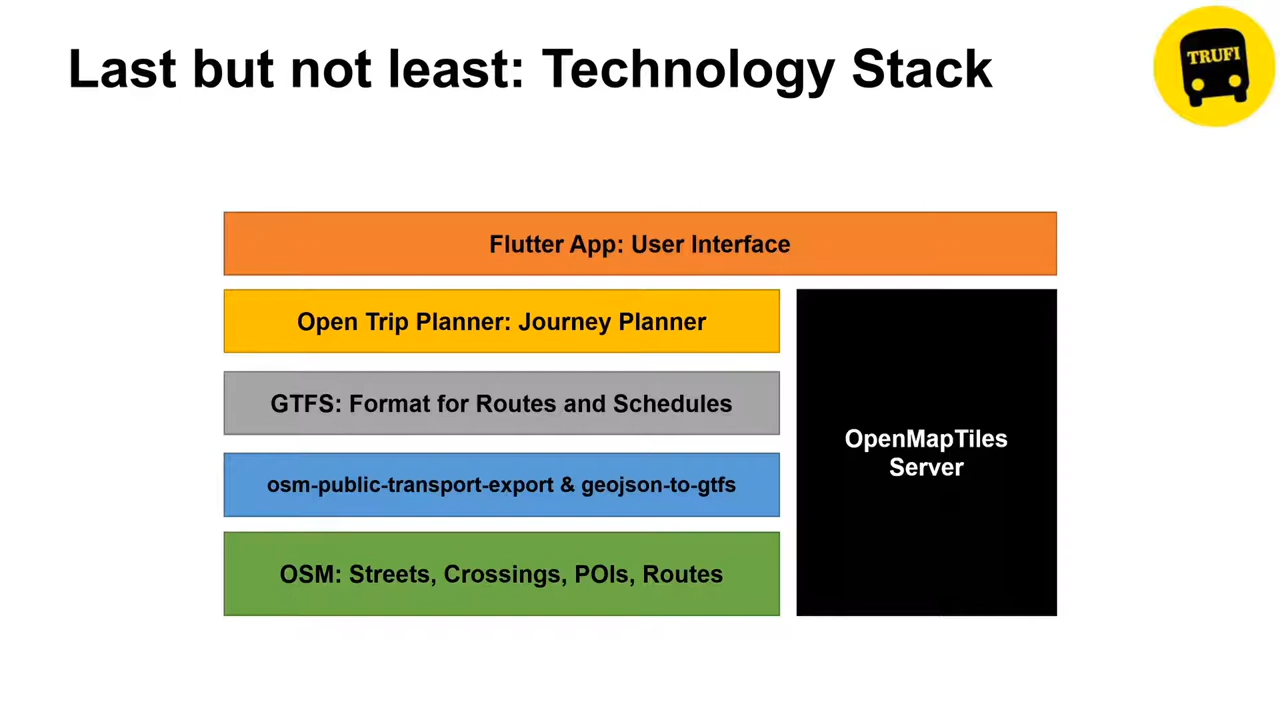 Last but not least: Technology Stack
TRUFI
Flutter App: User Interface
Open Trip Planner: Journey Planner
GTFS: Format for Routes and Schedules
osm-public-transport-export & geojson-to-gtfs
OSM: Streets, Crossings, POIs, Routes
OpenMapTiles
Server